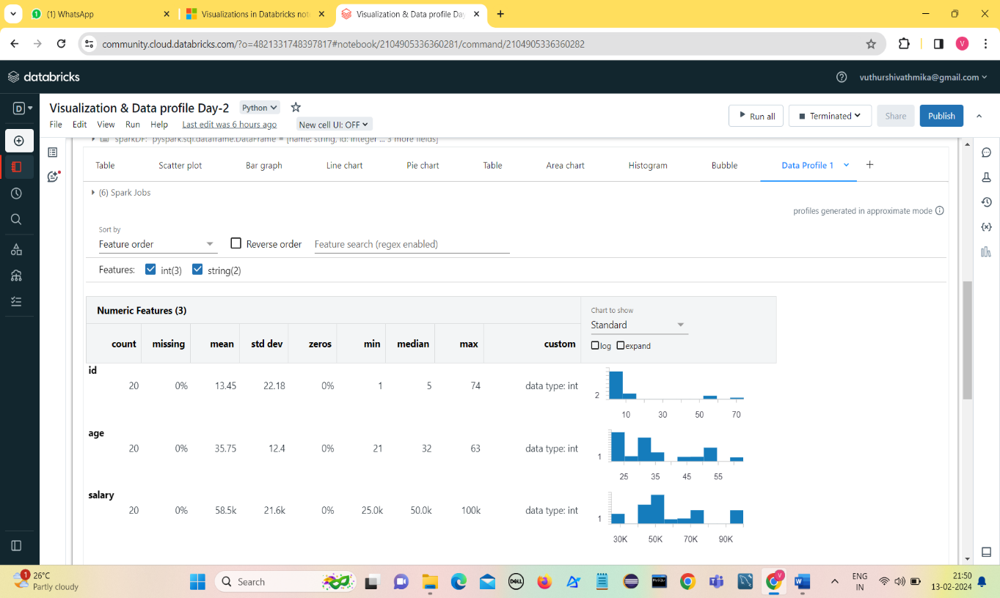 (1) WhatsApp
Visualizations in Databricks not
Visualization & Data profile Day
community.cloud.databricks.com/?o=4821331748397817#notebook/2104905336360281/command/2104905336360282
V
databricks
vuthurshivathmika@gmail.com
D
Visualization & Data profile Day-2 Python
File Edit View Run Help Last edit was 6 hours ago New cell UI: OFF
Run all Terminated Share Publish
sparkDF: pyspark.sql.dataframe.DataFrame = [name: string, id: integer ... 3 more fields]
Table Scatter plot Bar graph Line chart Pie chart Table Area chart Histogram Bubble Data Profile 1 +
(6) Spark Jobs
profiles generated in approximate mode
Sort by
Feature order Reverse order Feature search (regex enabled)
Features: int(3) string(2)
Numeric Features (3)
Chart to show
Standard
log expand
count missing mean std dev zeros min median max custom
id
20 0% 13.45 22.18 0% 1 5 74 data type: int
2
10 30 50 70
age
20 0% 35.75 12.4 0% 21 32 63 data type: int
1
25 35 45 55
salary
20 0% 58.5k 21.6k 0% 25.0k 50.0k 100k data type: int
1
30K 50K 70K 90K
1
26°C
Partly cloudy
Search
DELL
ENG
IN
21:50
13-02-2024